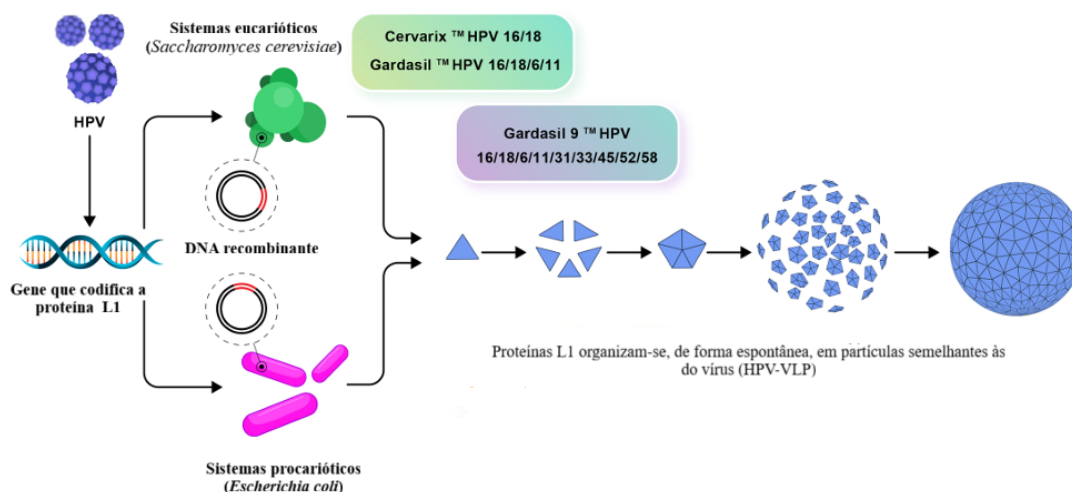 Sistemas eucarióticos
(Saccharomyces cerevisiae)
Cervarix ™ HPV 16/18
Gardasil ™ HPV 16/18/6/11
HPV
Gardasil 9 ™ HPV
16/18/6/11/31/33/45/52/58
DNA recombinante
Gene que codifica a
proteína L1
Proteínas L1 organizam-se, de forma espontânea, em partículas semelhantes às
do vírus (HPV-VLP)
Sistemas procarióticos
(Escherichia coli)